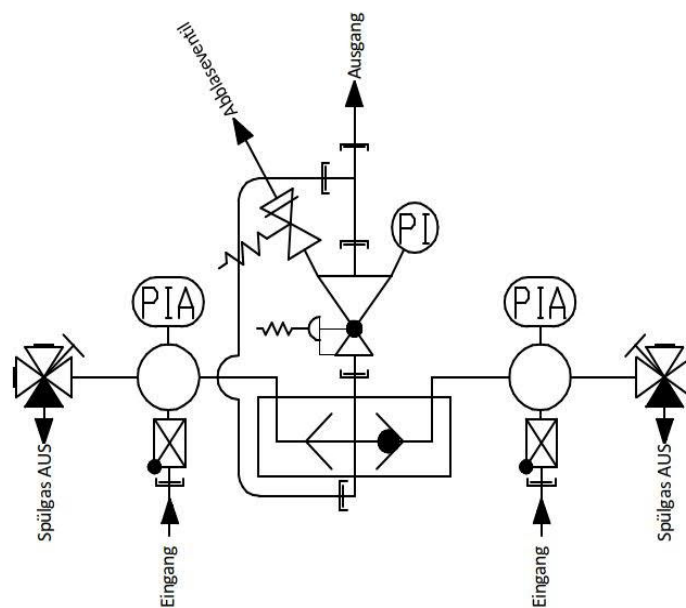 Abblaseventil
Ausgang
PI
PIA
PIA
Spülgas AUS
Eingang
Eingang
Spülgas AUS